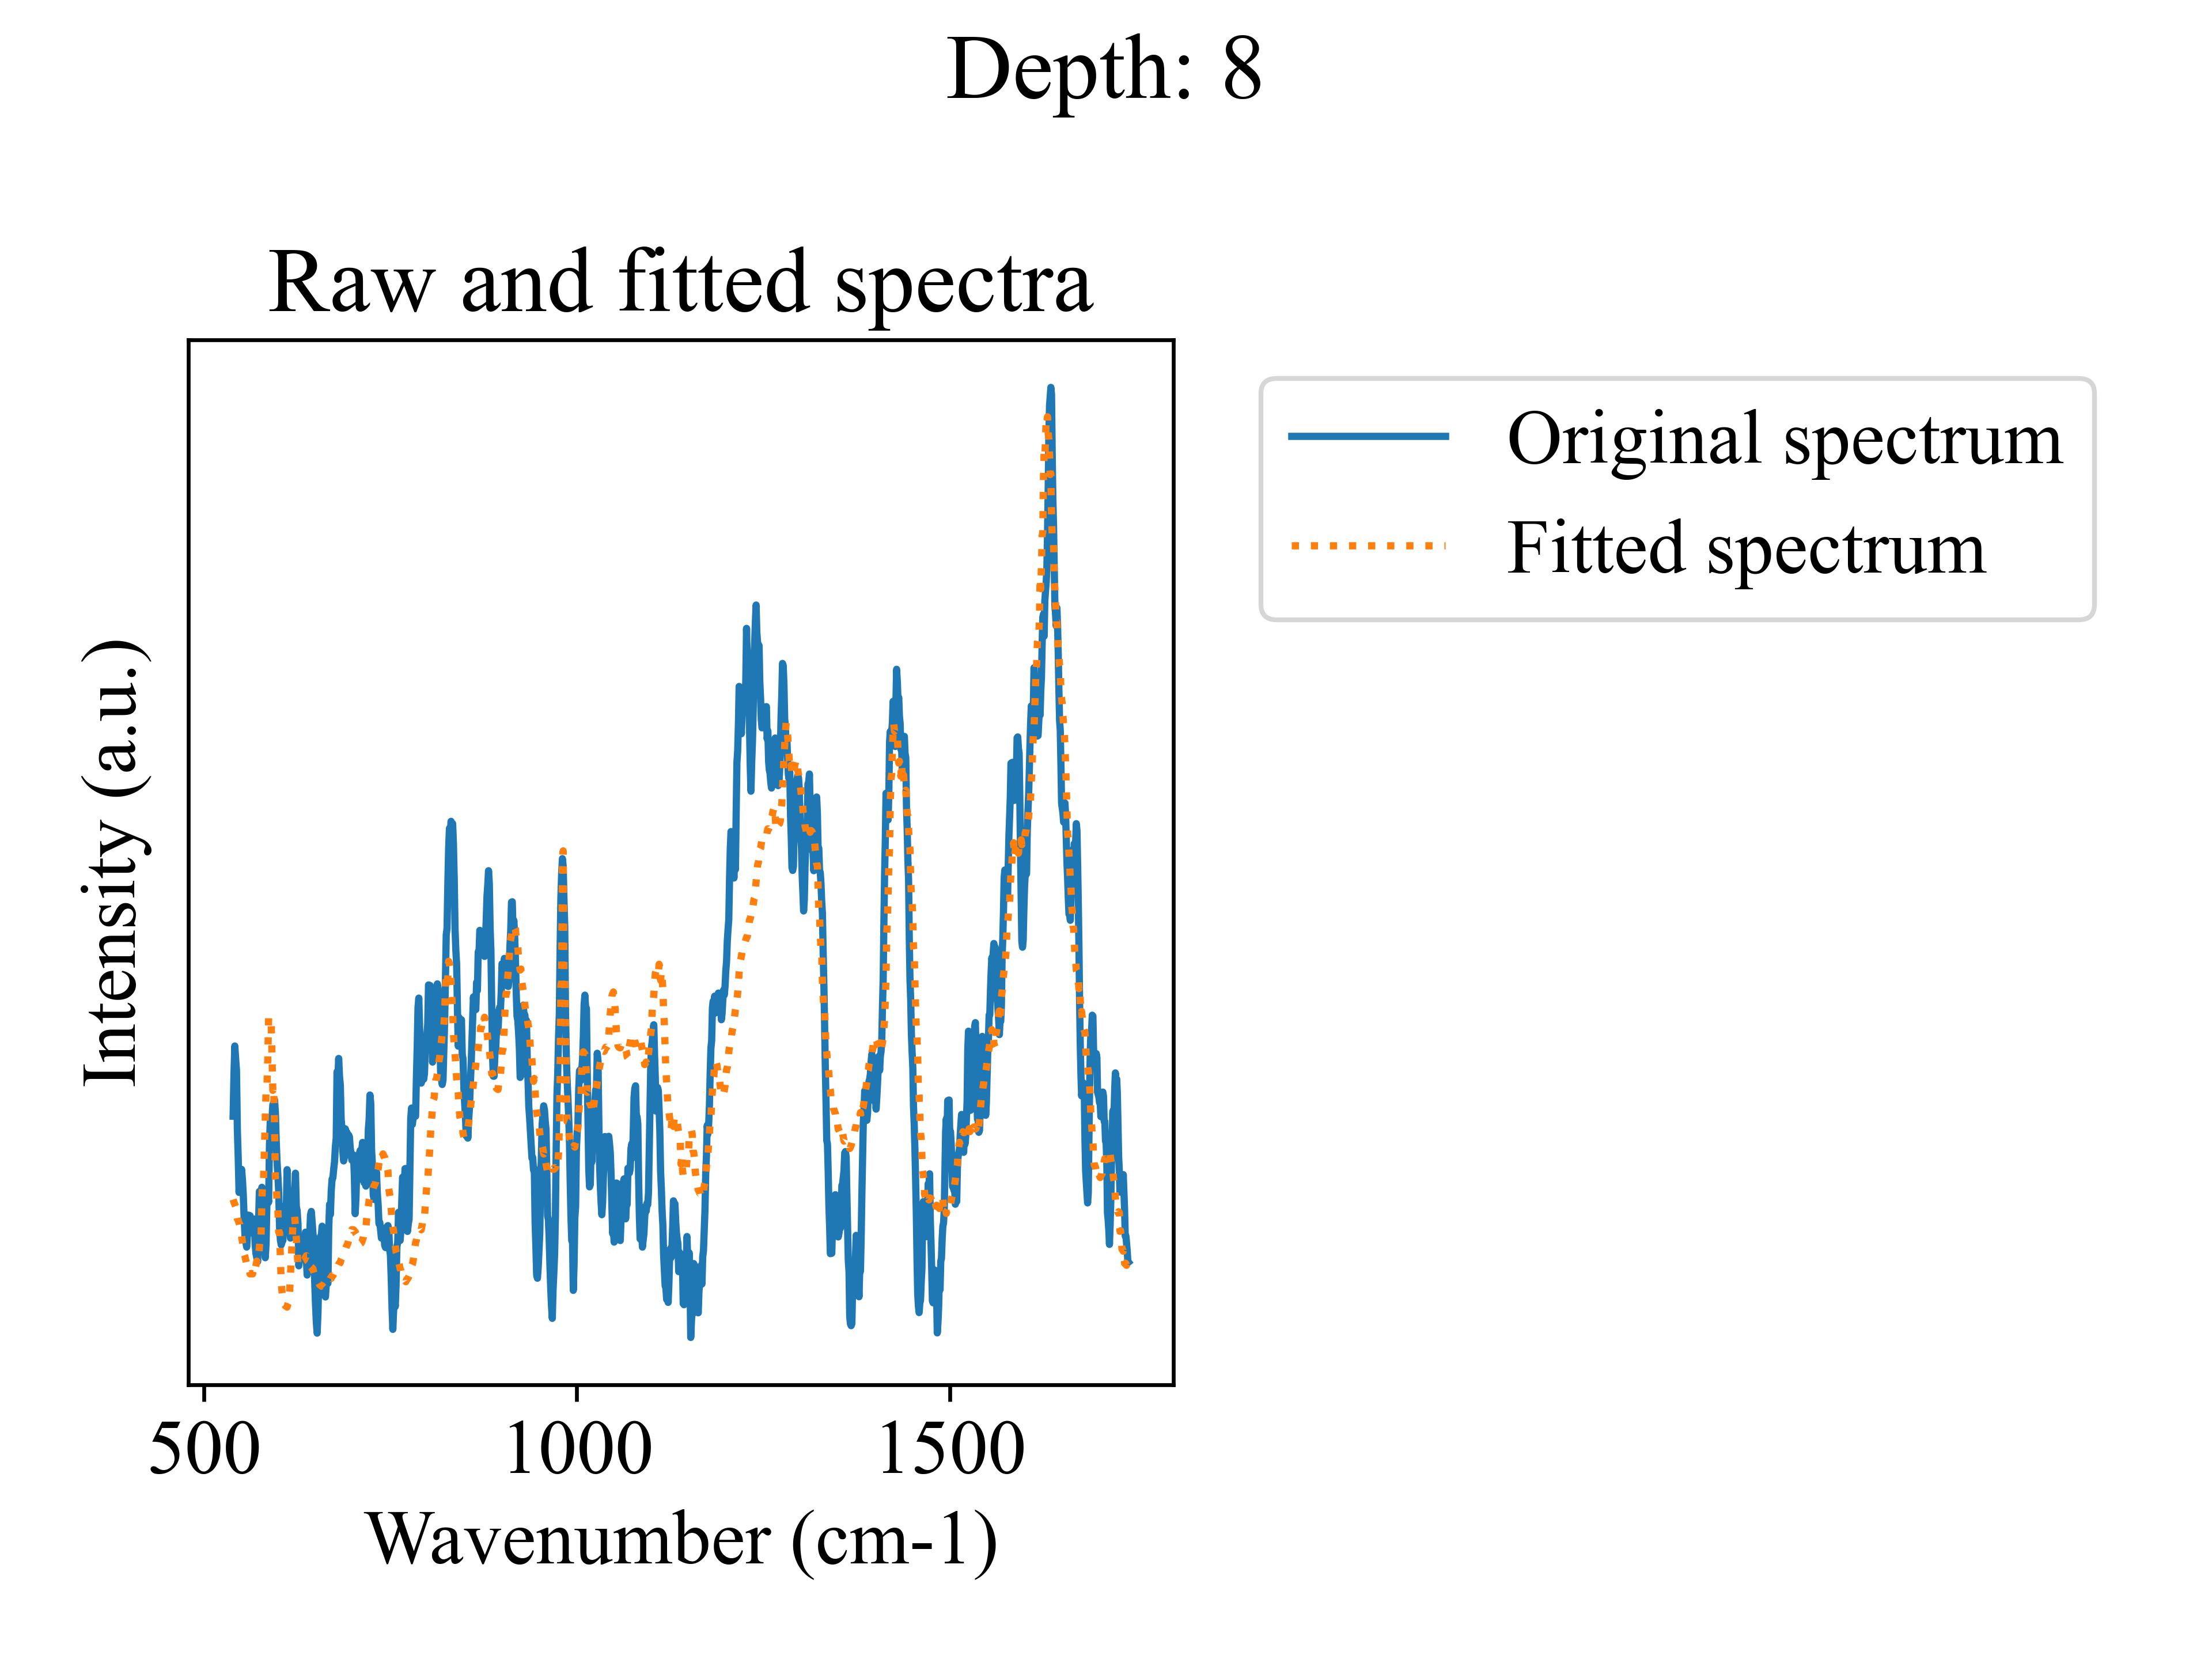 Depth: 8
Raw and fitted spectra
Original spectrum
Fitted spectrum
Intensity (a.u.)
500 1000 1500
Wavenumber (cm-1)